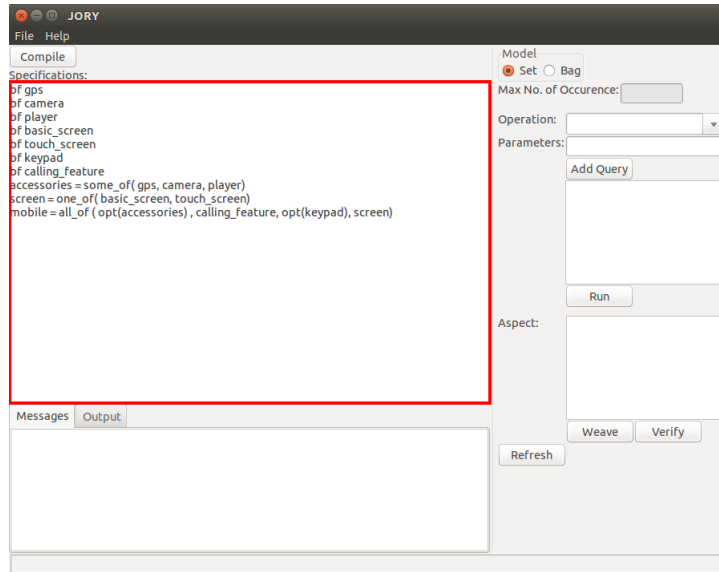 JORY
File Help
Compile
Specifications:
bf gps
bf camera
bf player
bf basic_screen
bf touch_screen
bf keypad
bf calling_feature
accessories = some_of( gps, camera, player)
screen = one_of( basic_screen, touch_screen)
mobile = all_of ( opt(accessories) , calling_feature, opt(keypad), screen)
Messages Output
Model
Set Bag
Max No. of Occurence:
Operation:
Parameters:
Add Query
Run
Aspect:
Weave Verify
Refresh